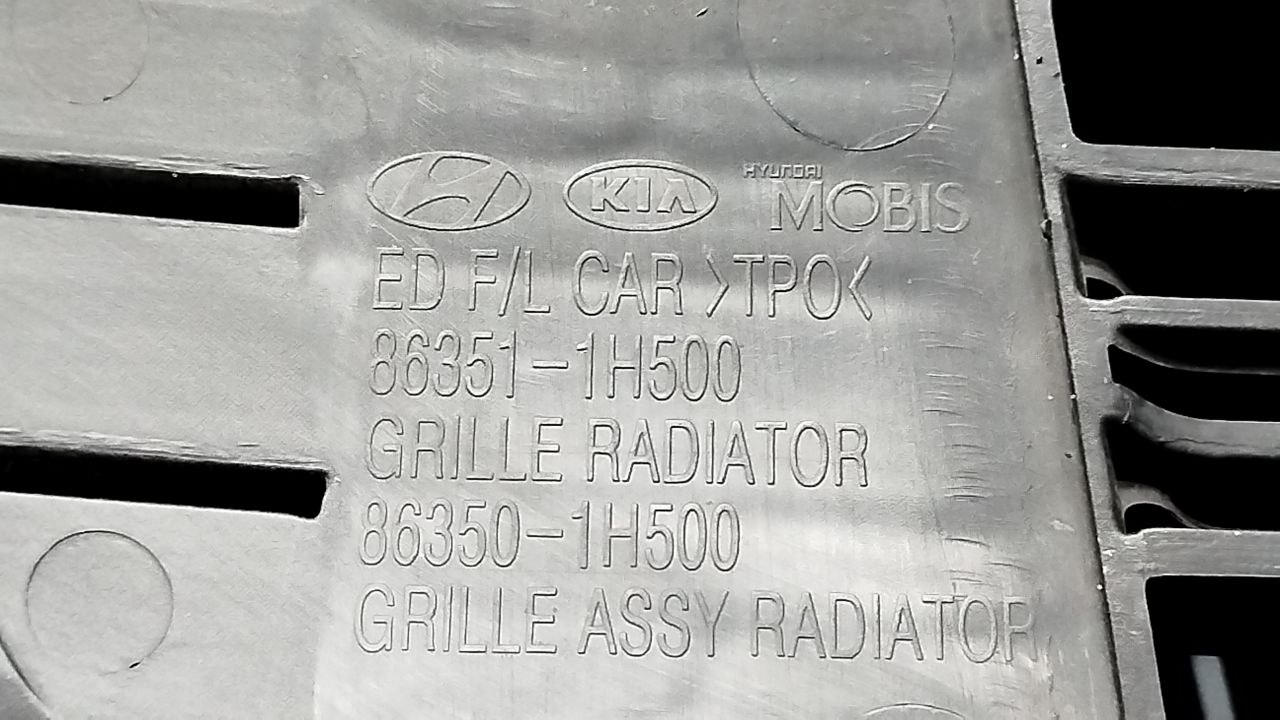 KIA HYUNDAI MOBIS
ED F/L CAR >TPO<
86351-1H500
GRILLE RADIATOR
86350-1H500
GRILLE ASSY RADIATOR